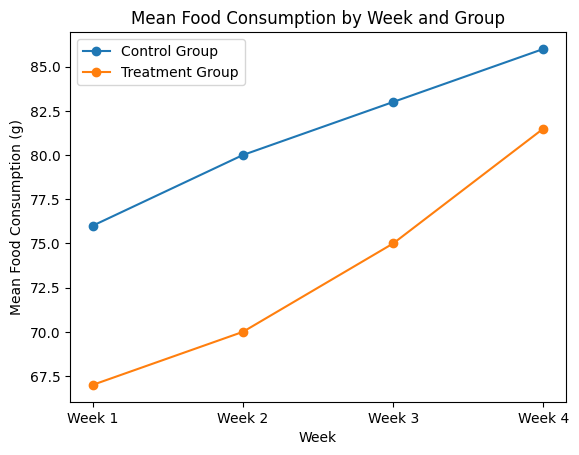 Mean Food Consumption by Week and Group
Control Group
Treatment Group
Mean Food Consumption (g)
85.0
82.5
80.0
77.5
75.0
72.5
70.0
67.5
Week 1 Week 2 Week 3 Week 4
Week